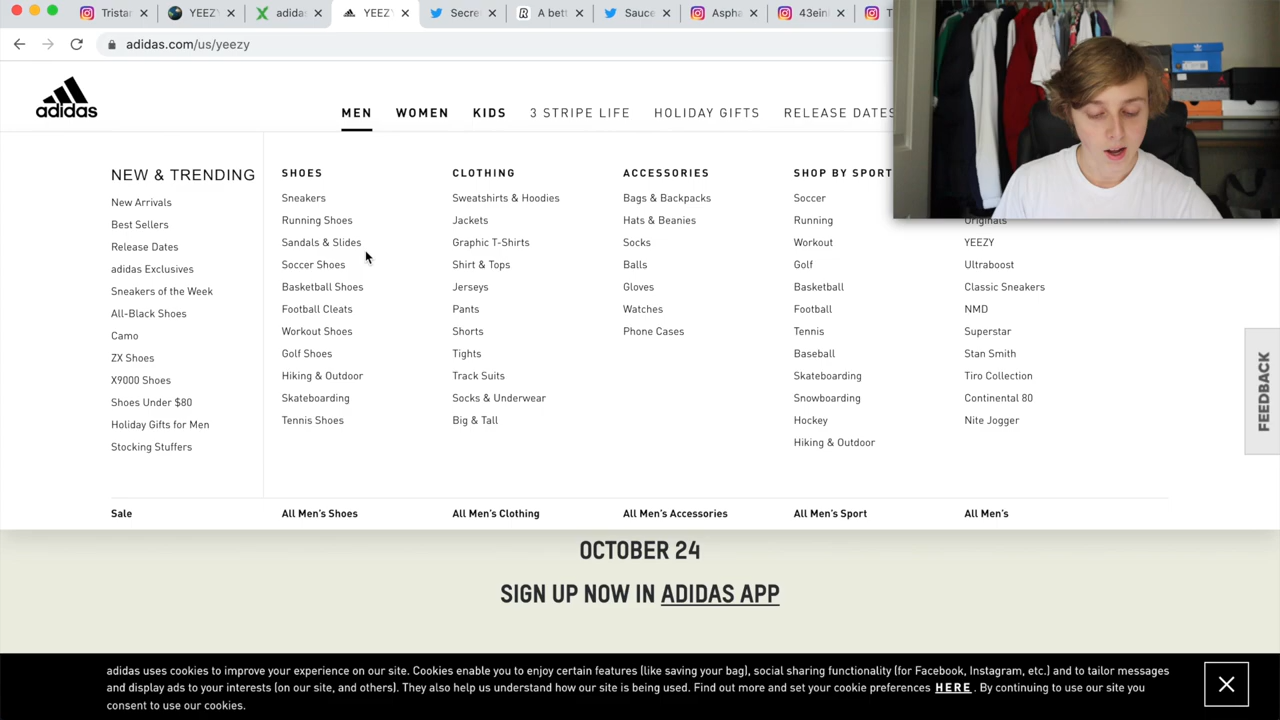 Tristar
YEEZ
adidas
YEEZY
Secre
A bett
Sauce
Aspha
43ein
T
adidas.com/us/yeezy
adidas
MEN WOMEN KIDS 3 STRIPE LIFE HOLIDAY GIFTS RELEASE DATES
NEW & TRENDING
New Arrivals
Best Sellers
Release Dates
adidas Exclusives
Sneakers of the Week
All-Black Shoes
Camo
ZX Shoes
X9000 Shoes
Shoes Under $80
Holiday Gifts for Men
Stocking Stuffers
SHOES
Sneakers
Running Shoes
Sandals & Slides
Soccer Shoes
Basketball Shoes
Football Cleats
Workout Shoes
Golf Shoes
Hiking & Outdoor
Skateboarding
Tennis Shoes
CLOTHING
Sweatshirts & Hoodies
Jackets
Graphic T-Shirts
Shirt & Tops
Jerseys
Pants
Shorts
Tights
Track Suits
Socks & Underwear
Big & Tall
ACCESSORIES
Bags & Backpacks
Hats & Beanies
Socks
Balls
Gloves
Watches
Phone Cases
SHOP BY SPORT
Soccer
Running
Workout
Golf
Basketball
Football
Tennis
Baseball
Skateboarding
Snowboarding
Hockey
Hiking & Outdoor
Originals
YEEZY
Ultraboost
Classic Sneakers
NMD
Superstar
Stan Smith
Tiro Collection
Continental 80
Nite Jogger
Sale All Men's Shoes All Men's Clothing All Men's Accessories All Men's Sport All Men's
FEEDBACK
OCTOBER 24
SIGN UP NOW IN ADIDAS APP
adidas uses cookies to improve your experience on our site. Cookies enable you to enjoy certain features (like saving your bag), social sharing functionality (for Facebook, Instagram, etc.) and to tailor messages
and display ads to your interests (on our site, and others). They also help us understand how our site is being used. Find out more and set your cookie preferences HERE . By continuing to use our site you
consent to use our cookies.